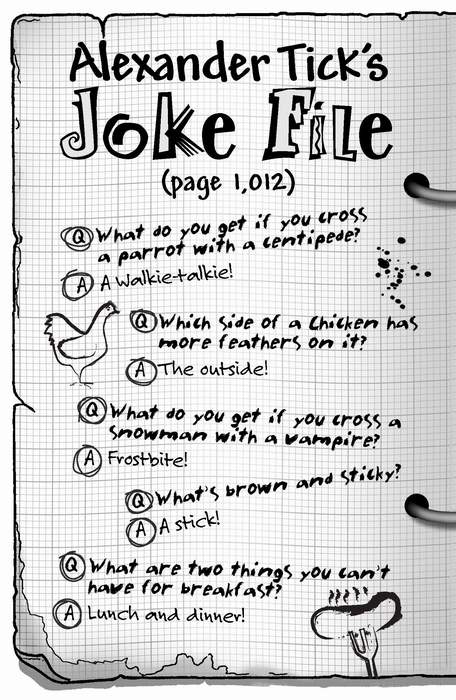 Alexander Tick's
Joke File
(page 1,012)
Q What do you get if you cross
a parrot with a centipede?
A A walkie-talkie!
Q Which side of a chicken has
more feathers on it?
A The outside!
Q What do you get if you cross a
snowman with a vampire?
A Frostbite!
Q What's brown and sticky?
A A stick!
Q What are two things you can't
have for breakfast?
A Lunch and dinner!